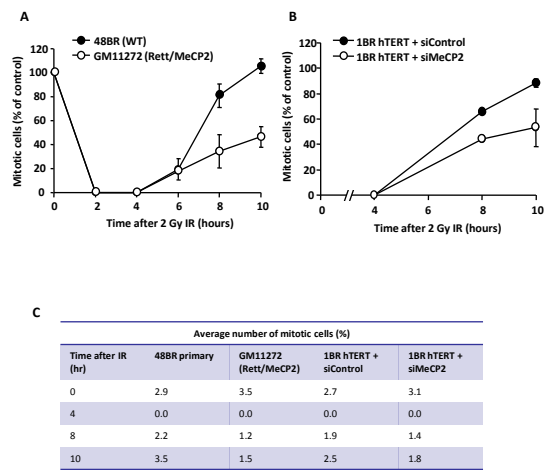 A
48BR (WT)
GM11272 (Rett/MeCP2)
Mitotic cells (% of control)
120
100
80
60
40
20
0
0 2 4 6 8 10
Time after 2 Gy IR (hours)
B
1BR hTERT + siControl
1BR hTERT + siMeCP2
Mitotic cells (% of control)
120
100
80
60
40
20
0
0 4 6 8 10
Time after 2 Gy IR (hours)
C
Average number of mitotic cells (%)
Time after IR (hr) 48BR primary GM11272 (Rett/MeCP2) 1BR hTERT + siControl 1BR hTERT + siMeCP2
0 2.9 3.5 2.7 3.1
4 0.0 0.0 0.0 0.0
8 2.2 1.2 1.9 1.4
10 3.5 1.5 2.5 1.8